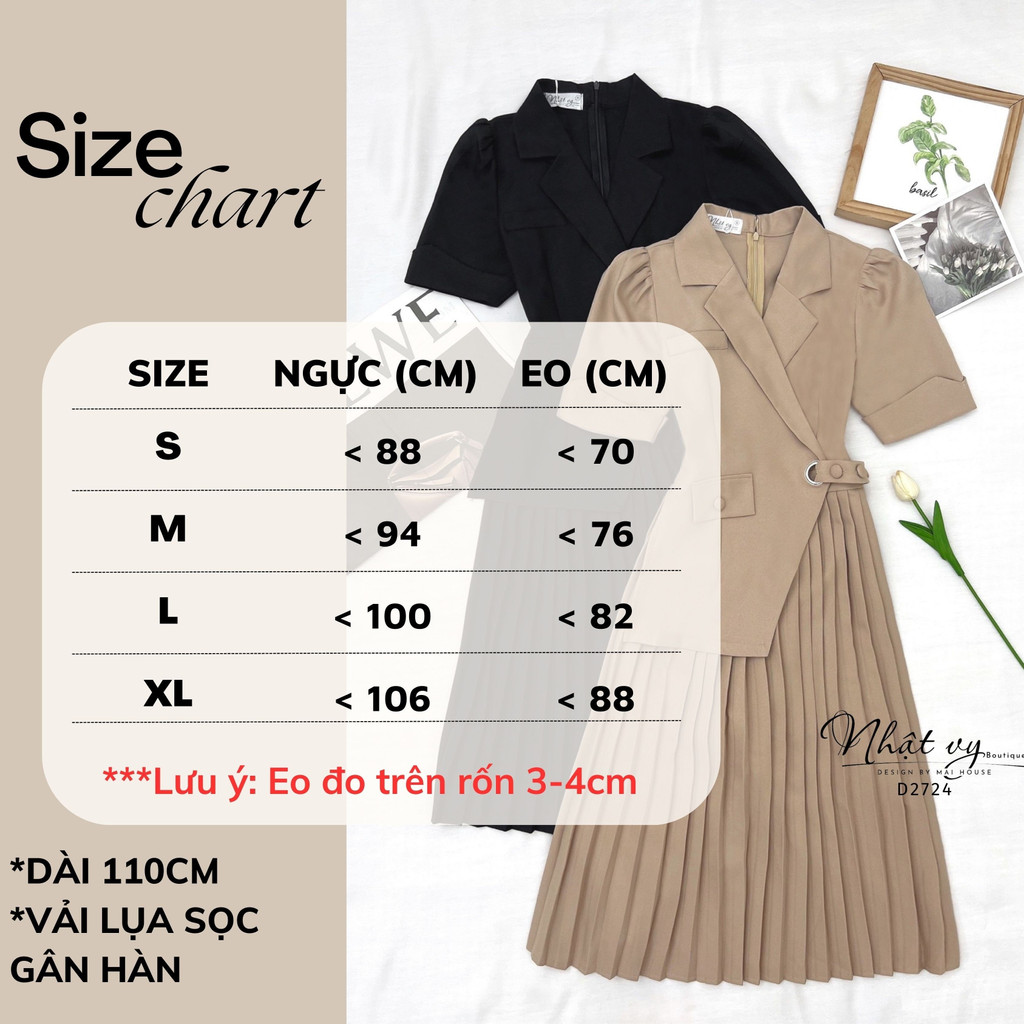 Size
chart
SIZE NGỰC (CM) EO (CM)
S < 88 < 70
M < 94 < 76
L < 100 < 82
XL < 106 < 88
***Lưu ý: Eo đo trên rốn 3-4cm
*DÀI 110CM
*VẢI LỤA SỌC
GÂN HÀN
basil
Nhật vy
Nhật vy Boutique
DESIGN BY MAI HOUSE
D2724